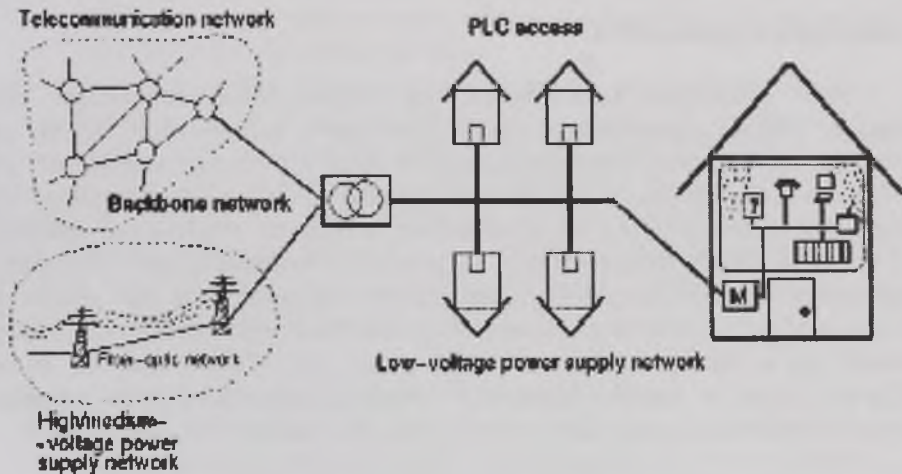 Telecommunication network
PLC access
Backbone network
?
M
Fiber-optic network
Low-voltage power supply network
High/medium-
-voltage power
supply network